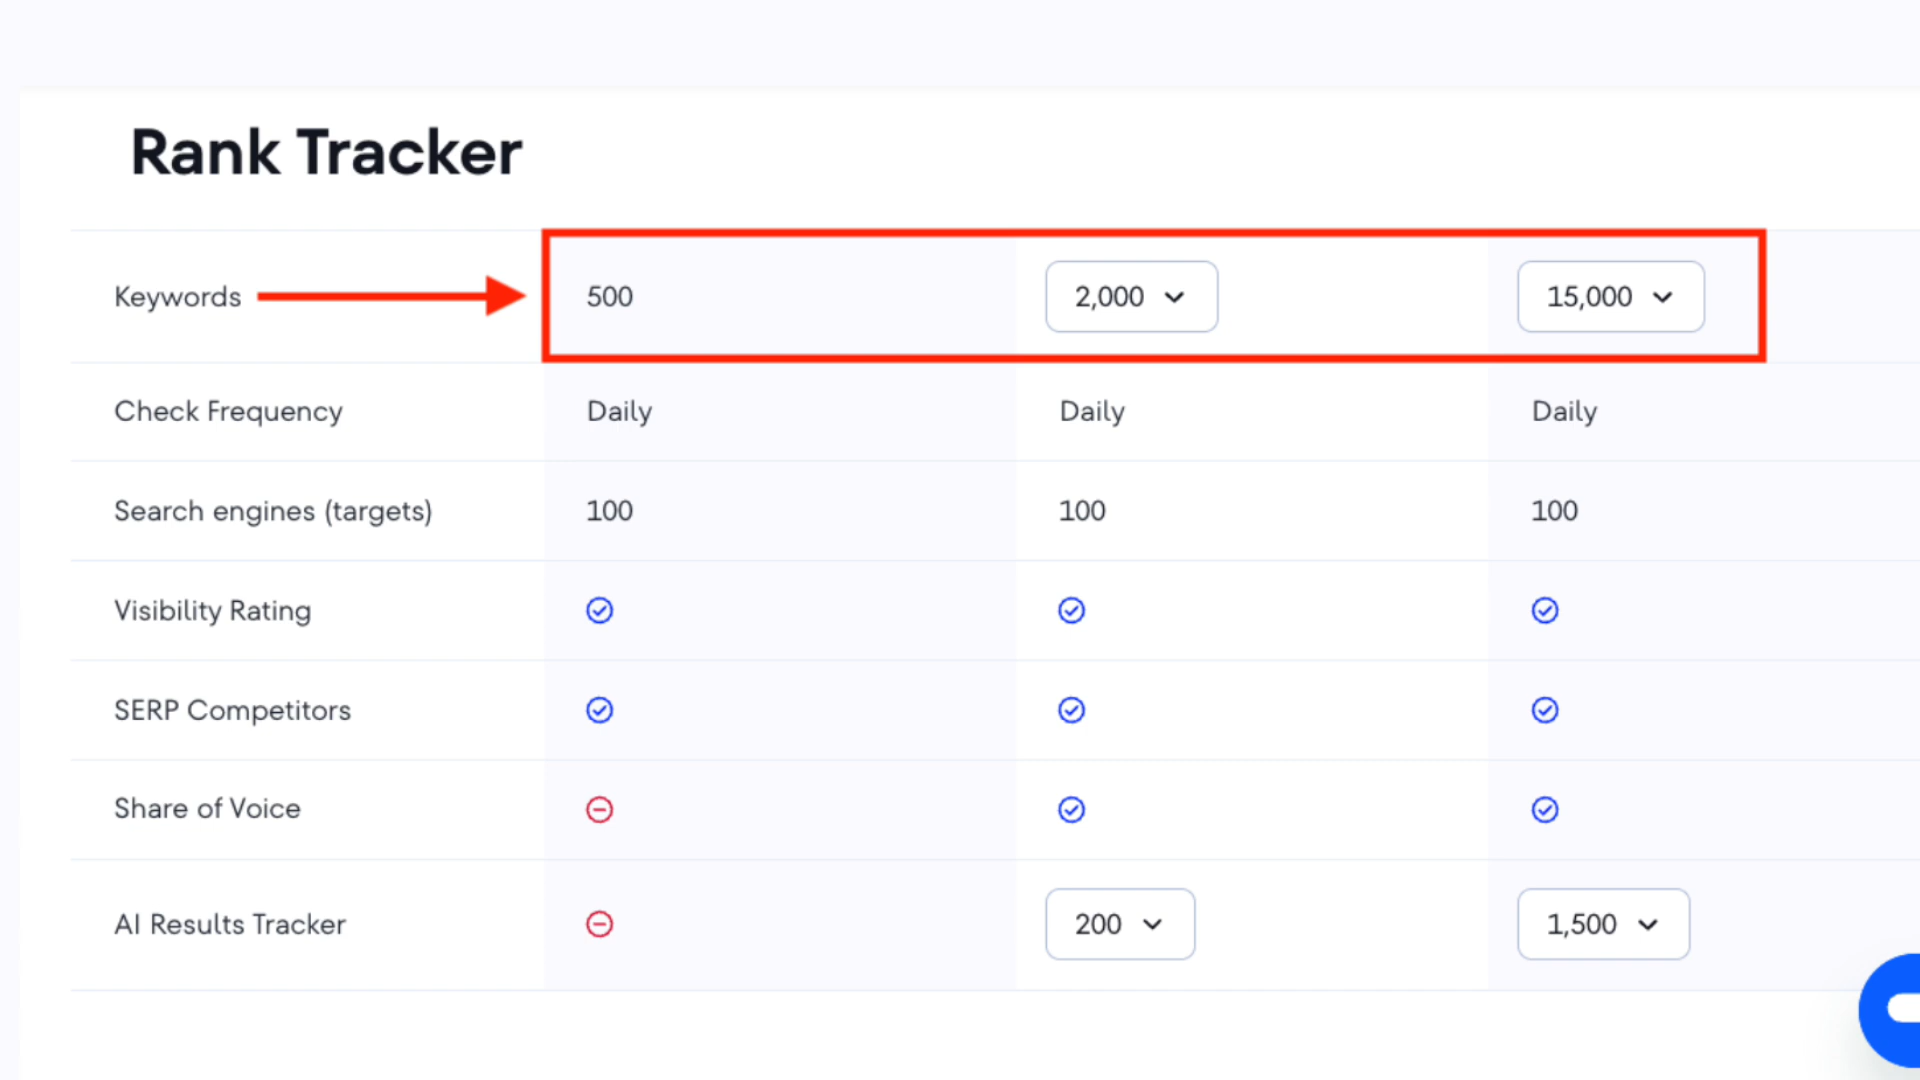 Rank Tracker
Keywords 500 2,000 15,000
Check Frequency Daily Daily Daily
Search engines (targets) 100 100 100
Visibility Rating
SERP Competitors
Share of Voice
AI Results Tracker 200 1,500